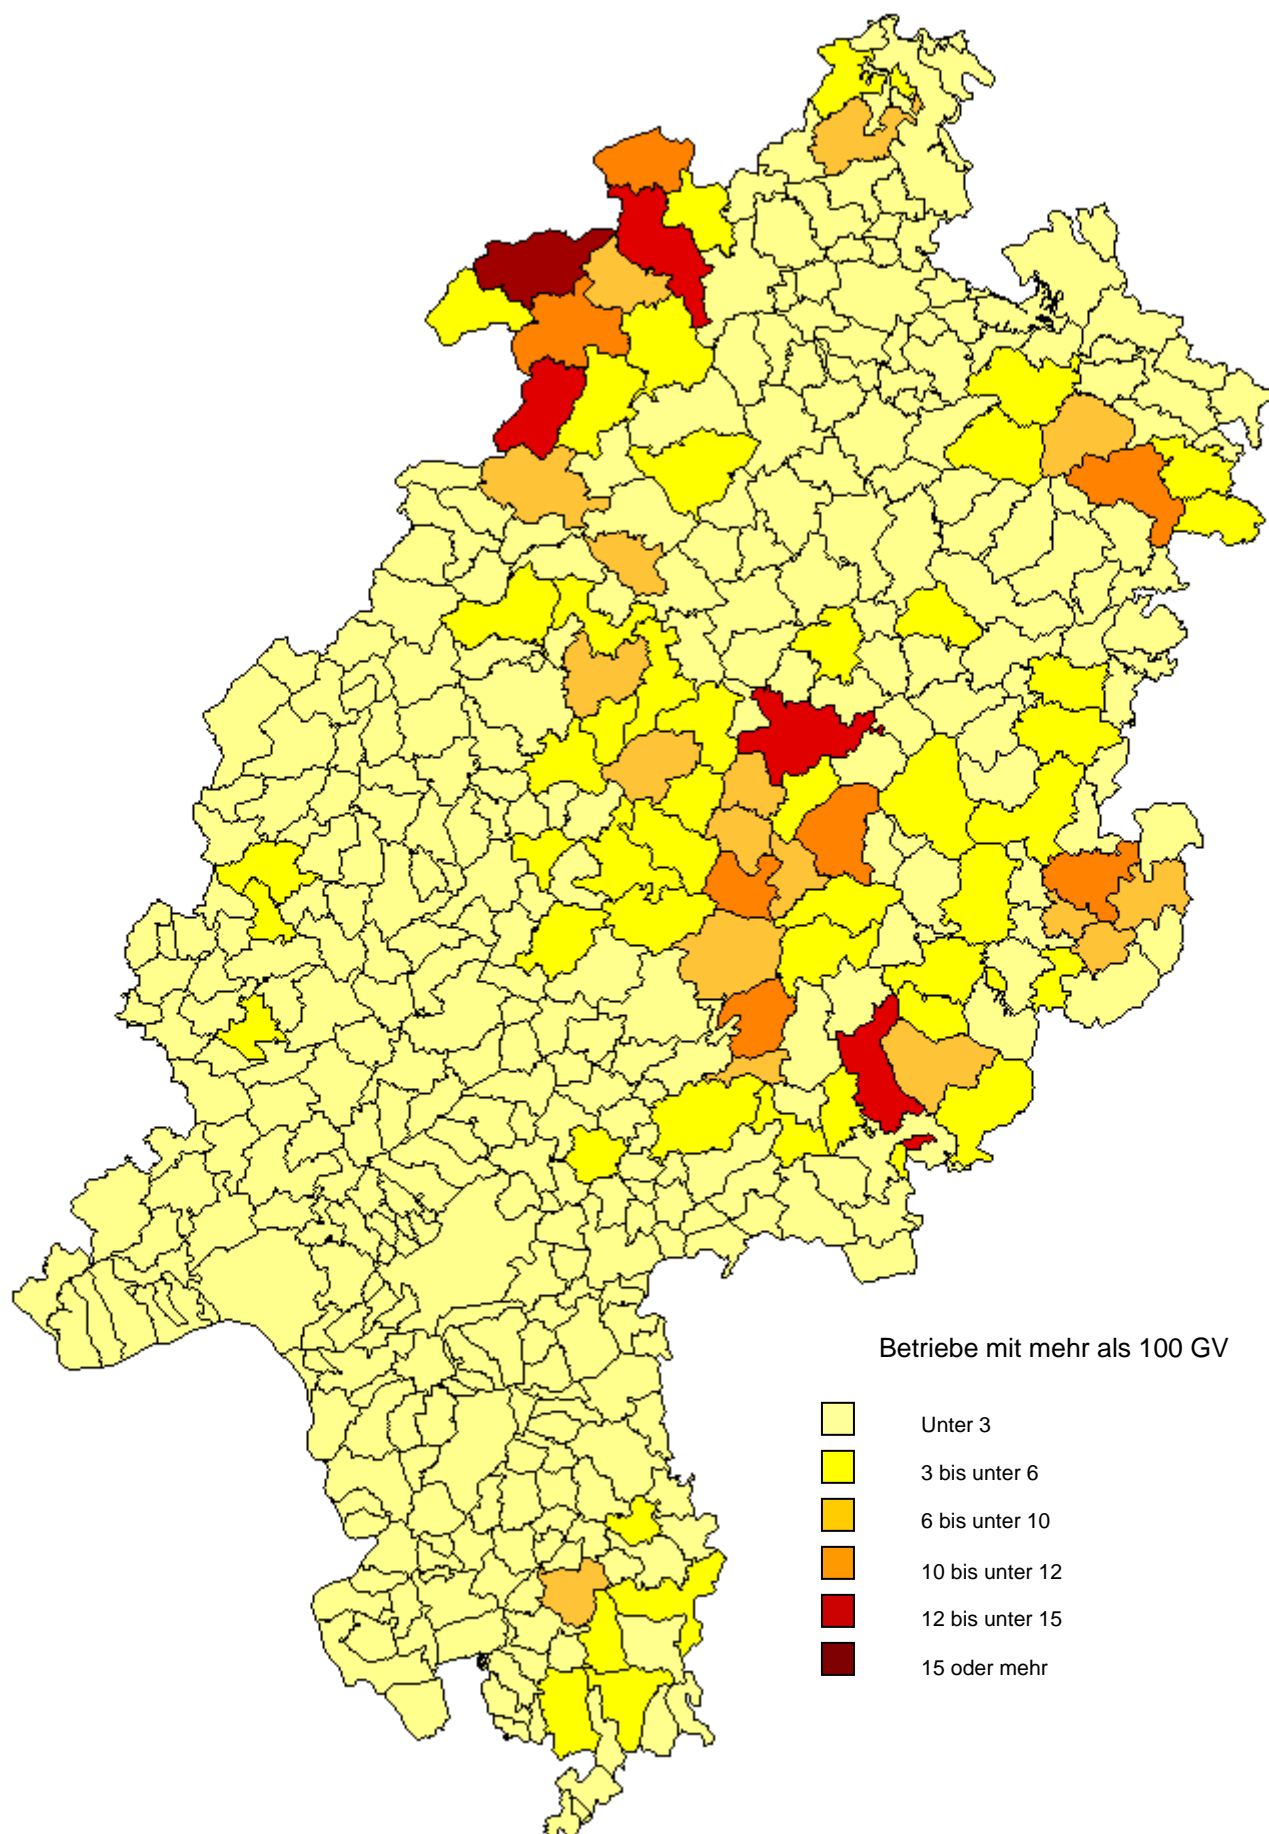 Betriebe mit mehr als 100 GV
Unter 3
3 bis unter 6
6 bis unter 10
10 bis unter 12
12 bis unter 15
15 oder mehr